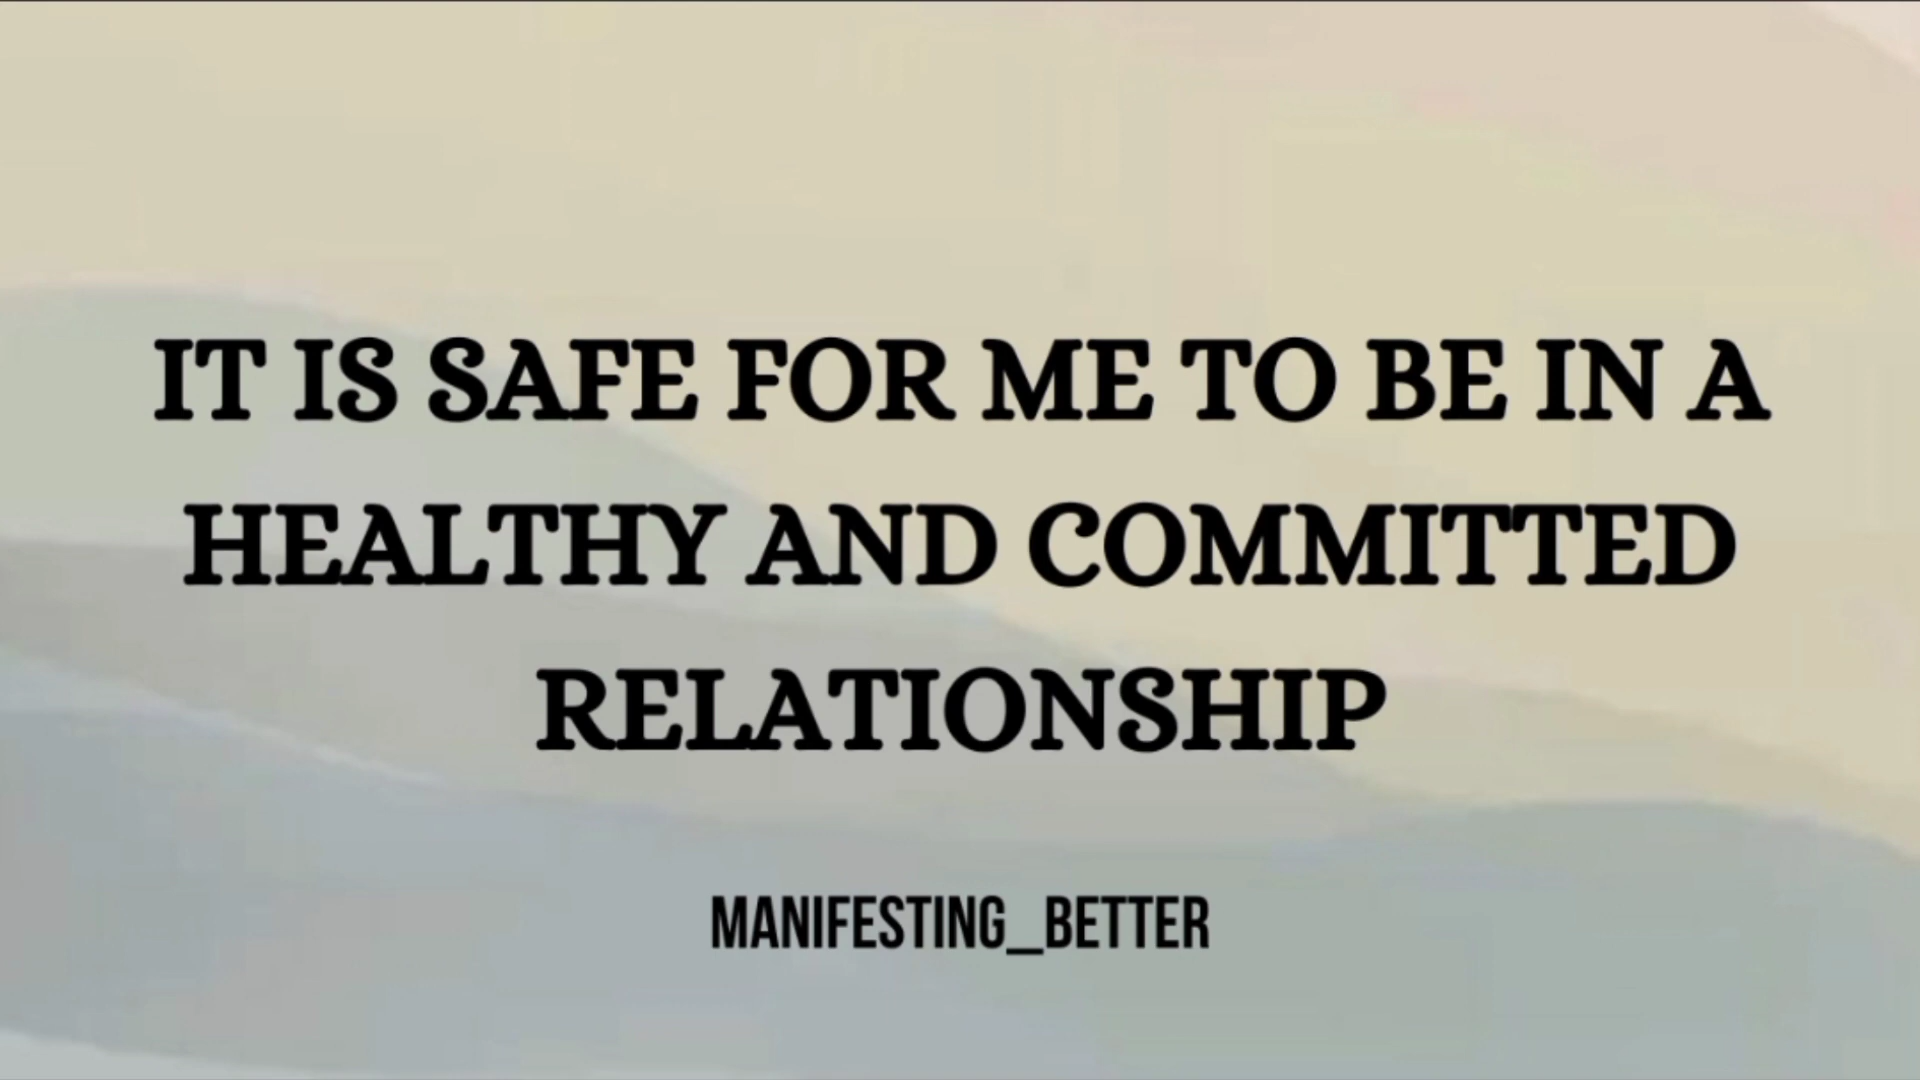 IT IS SAFE FOR ME TO BE IN A
HEALTHY AND COMMITTED
RELATIONSHIP
MANIFESTING_BETTER